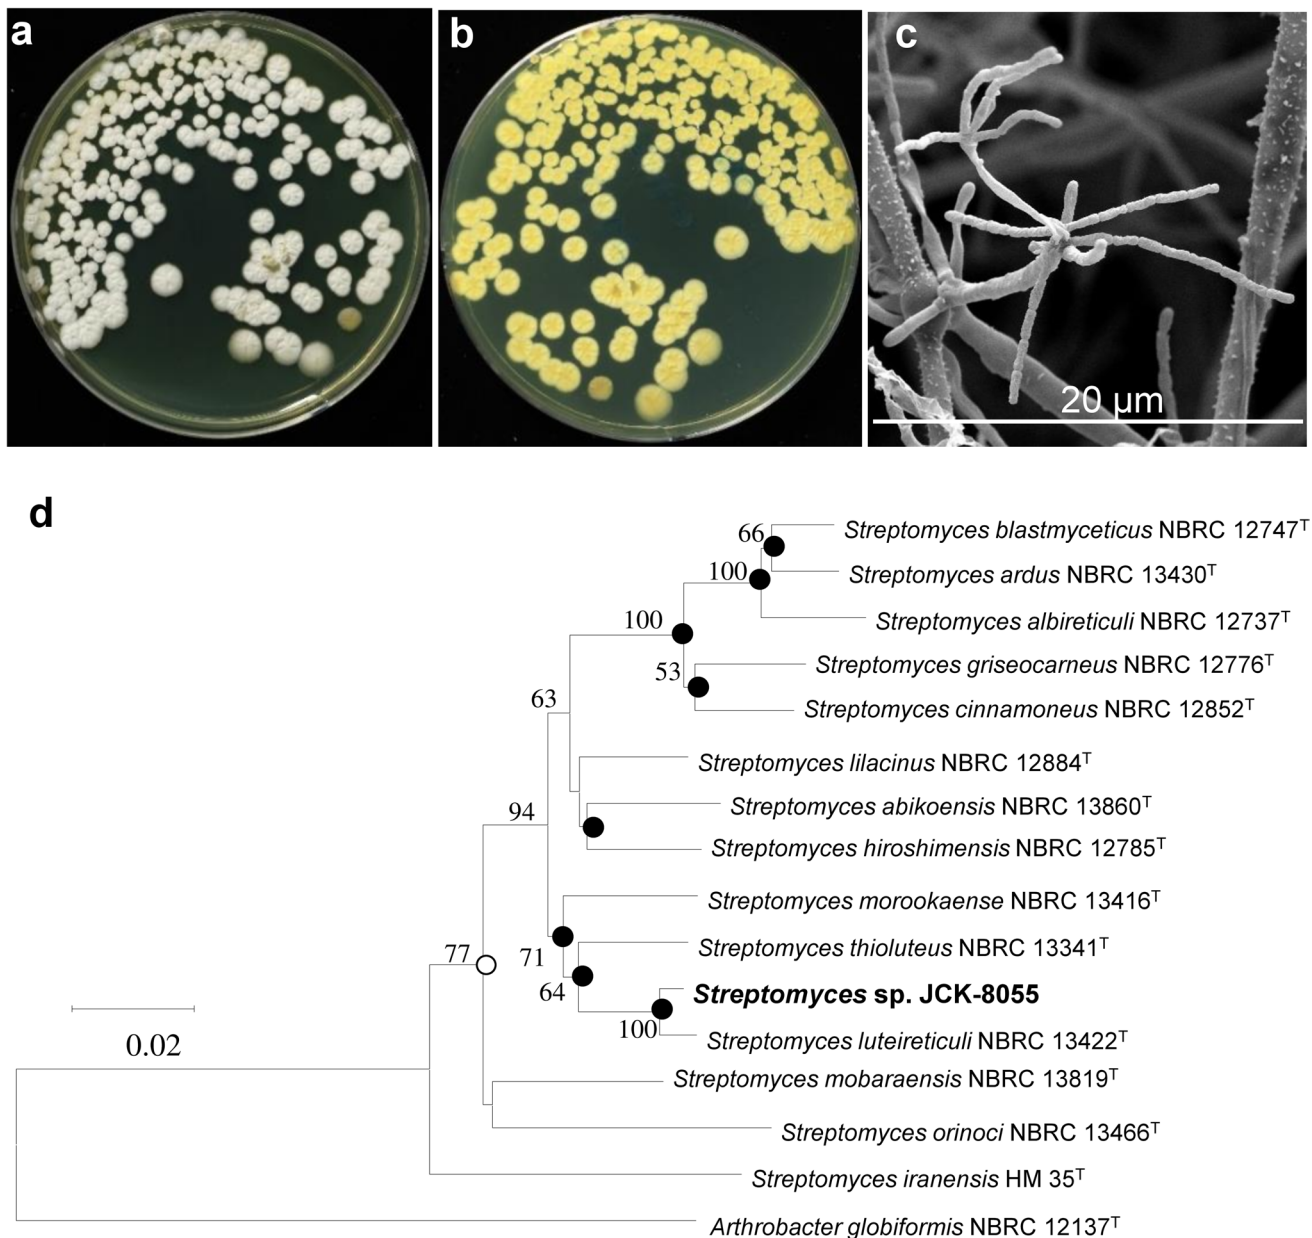 a
b
c
20 µm
d
66
Streptomyces blastmyceticus NBRC 12747ᵀ
100
Streptomyces ardus NBRC 13430ᵀ
100
Streptomyces albireticuli NBRC 12737ᵀ
53
Streptomyces griseocarneus NBRC 12776ᵀ
63
Streptomyces cinnamoneus NBRC 12852ᵀ
Streptomyces lilacinus NBRC 12884ᵀ
94
Streptomyces abikoensis NBRC 13860ᵀ
Streptomyces hiroshimensis NBRC 12785ᵀ
Streptomyces morookaense NBRC 13416ᵀ
77
71
Streptomyces thioluteus NBRC 13341ᵀ
64
Streptomyces sp. JCK-8055
100
Streptomyces luteireticuli NBRC 13422ᵀ
0.02
Streptomyces mobaraensis NBRC 13819ᵀ
Streptomyces orinoci NBRC 13466ᵀ
Streptomyces iranensis HM 35ᵀ
Arthrobacter globiformis NBRC 12137ᵀ